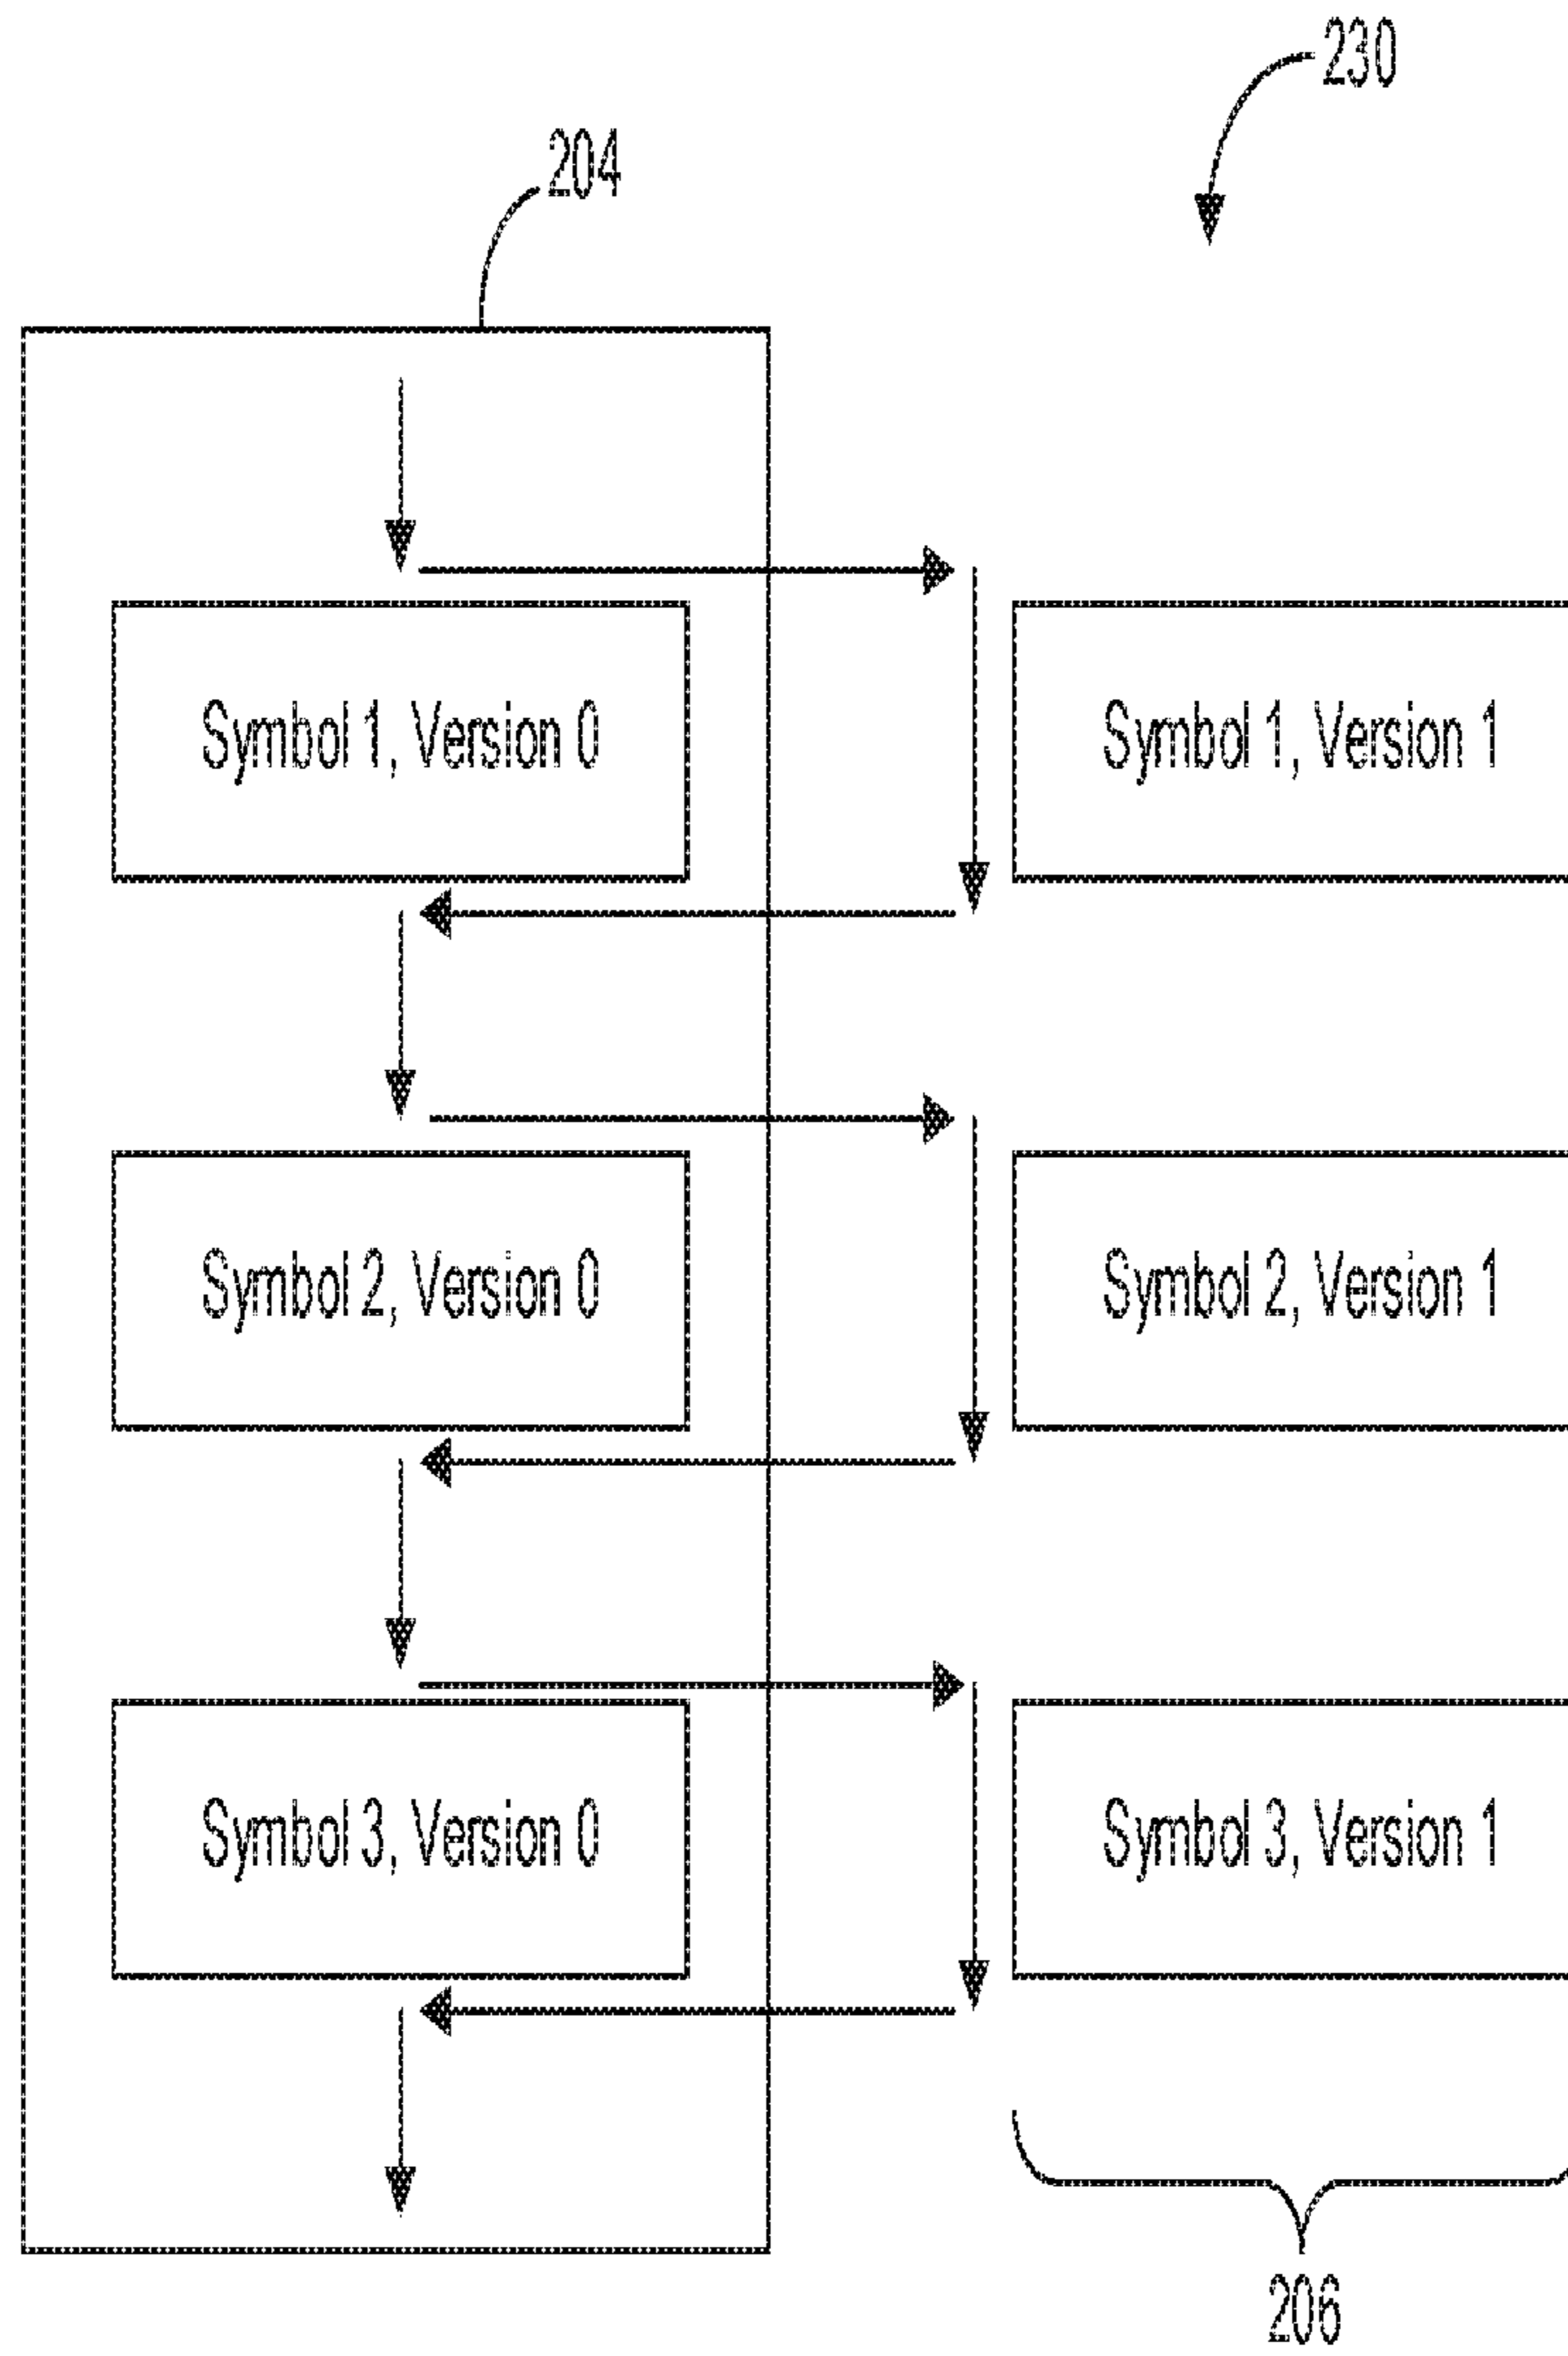 230
204
Symbol 1, Version 0
Symbol 1, Version 1
Symbol 2, Version 0
Symbol 2, Version 1
Symbol 3, Version 0
Symbol 3, Version 1
206